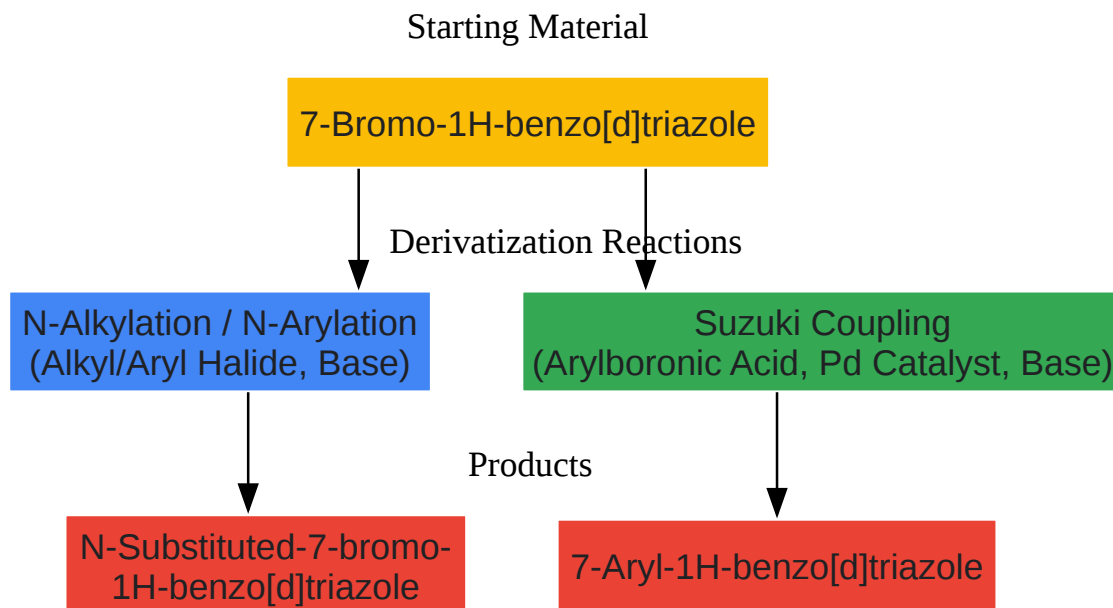 Starting Material
7-Bromo-1H-benzo[d]triazole
Derivatization Reactions
N-Alkylation / N-Arylation
(Alkyl/Aryl Halide, Base)
Suzuki Coupling
(Arylboronic Acid, Pd Catalyst, Base)
Products
N-Substituted-7-bromo-
1H-benzo[d]triazole
7-Aryl-1H-benzo[d]triazole